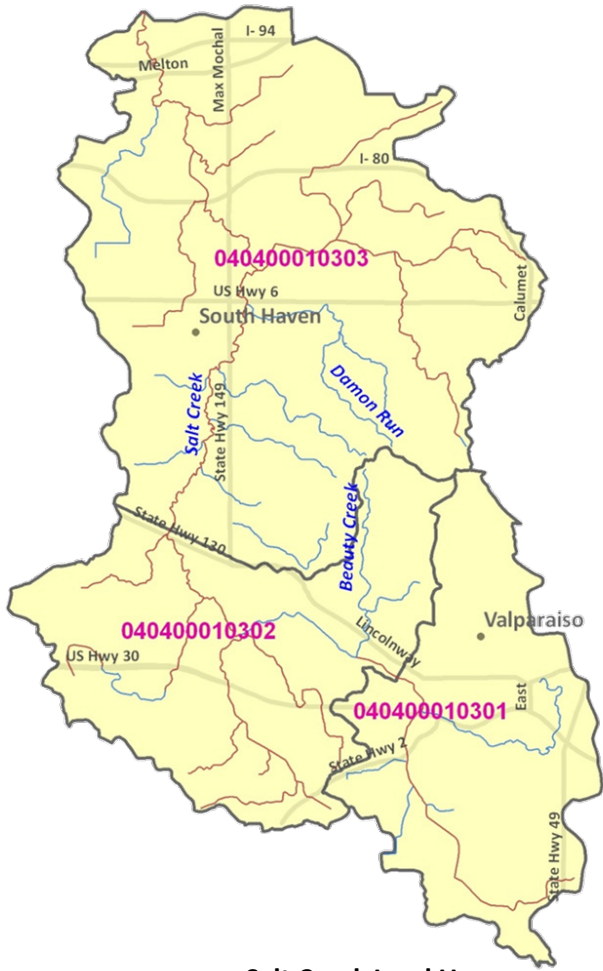 I- 94
Melton
Max Mochal
I- 80
040400010303
Calumet
US Hwy 6
South Haven
Salt Creek
State Hwy 149
Damon Run
Beauty Creek
State Hwy 130
040400010302
Lincolnway
Valparaiso
US Hwy 30
East
040400010301
State Hwy 2
State Hwy 49